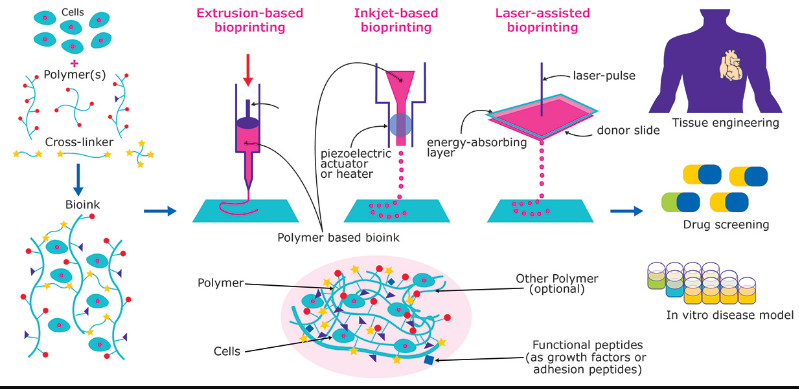 Cells
+
Polymer(s)
Cross-linker
Bioink
Extrusion-based
bioprinting
Inkjet-based
bioprinting
Laser-assisted
bioprinting
piezoelectric
actuator
or heater
energy-absorbing
layer
laser-pulse
donor slide
Polymer based bioink
Polymer
Cells
Other Polymer
(optional)
Functional peptides
(as growth factors or
adhesion peptides)
Tissue engineering
Drug screening
In vitro disease model